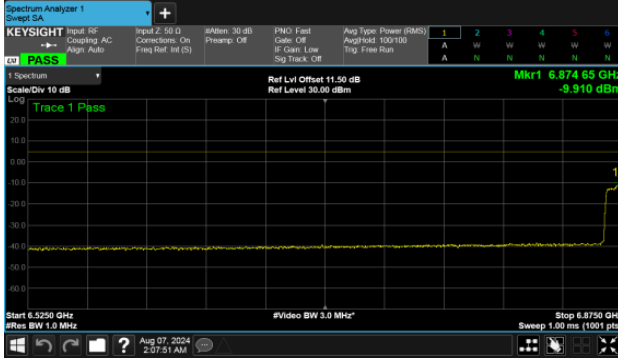 Spectrum Analyzer 1
Swept SA
+
KEYSIGHT Input: RF
Coupling: AC
Align: Auto
Input Z: 50 Ω
Corrections: On
Freq Ref: Int (S)
#Atten: 30 dB
Preamp: Off
PNO: Fast
Gate: Off
IF Gain: Low
Sig Track: Off
Avg Type: Power (RMS)
Avg|Hold: 100/100
Trig: Free Run
1 2 3 4 5 6
A W W W W W
A N N N N N
LXI PASS
1 Spectrum
Scale/Div 10 dB
Ref Lvl Offset 11.50 dB
Ref Level 30.00 dBm
Mkr1 6.874 65 GHz
-9.910 dBm
Log
Trace 1 Pass
20.0
10.0
0.00
-10.0
-20.0
-30.0
-40.0
-50.0
-60.0
1
Start 6.5250 GHz
#Res BW 1.0 MHz
#Video BW 3.0 MHz*
Stop 6.8750 GHz
Sweep 1.00 ms (1001 pts
?
Aug 07, 2024
2:07:51 AM